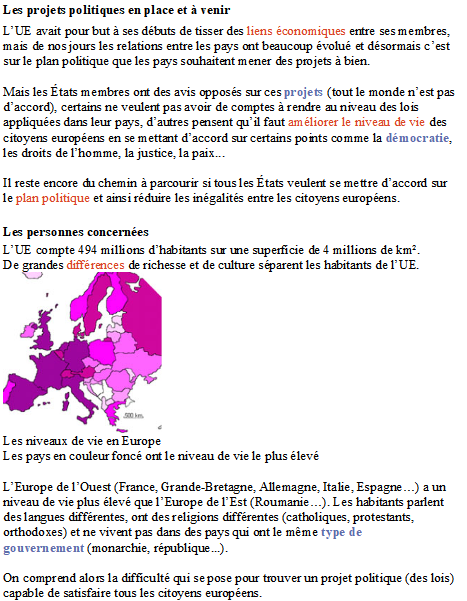 Les projets politiques en place et à venir
L'UE avait pour but à ses débuts de tisser des liens économiques entre ses membres,
mais de nos jours les relations entre les pays ont beaucoup évolué et désormais c'est
sur le plan politique que les pays souhaitent mener des projets à bien.
Mais les États membres ont des avis opposés sur ces projets (tout le monde n'est pas
d'accord), certains ne veulent pas avoir de comptes à rendre au niveau des lois
appliquées dans leur pays, d'autres pensent qu'il faut améliorer le niveau de vie des
citoyens européens en se mettant d'accord sur certains points comme la démocratie,
les droits de l'homme, la justice, la paix...
Il reste encore du chemin à parcourir si tous les États veulent se mettre d'accord sur
le plan politique et ainsi réduire les inégalités entre les citoyens européens.
Les personnes concernées
L'UE compte 494 millions d'habitants sur une superficie de 4 millions de km².
De grandes différences de richesse et de culture séparent les habitants de l'UE.
500 km
Les niveaux de vie en Europe
Les pays en couleur foncé ont le niveau de vie le plus élevé
L'Europe de l'Ouest (France, Grande-Bretagne, Allemagne, Italie, Espagne…) a un
niveau de vie plus élevé que l'Europe de l'Est (Roumanie…). Les habitants parlent
des langues différentes, ont des religions différentes (catholiques, protestants,
orthodoxes) et ne vivent pas dans des pays qui ont le même type de
gouvernement (monarchie, république...).
On comprend alors la difficulté qui se pose pour trouver un projet politique (des lois)
capable de satisfaire tous les citoyens européens.